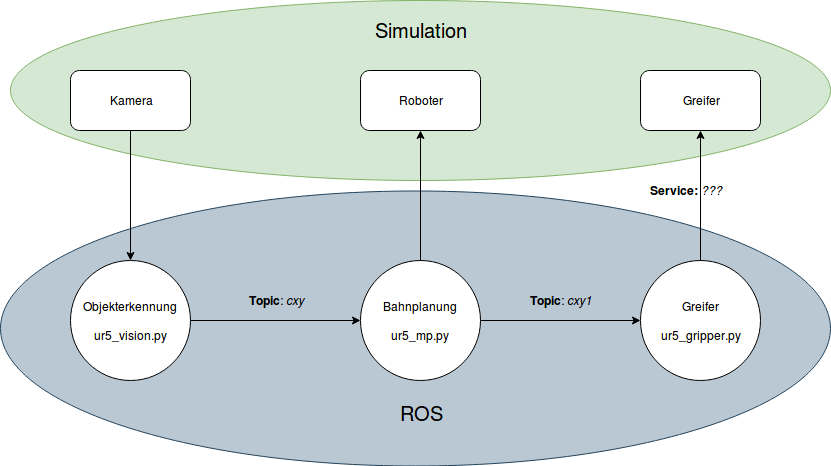 Simulation
Kamera
Roboter
Greifer
Service: ???
Objekterkennung
ur5_vision.py
Topic: cxy
Bahnplanung
ur5_mp.py
Topic: cxy1
Greifer
ur5_gripper.py
ROS